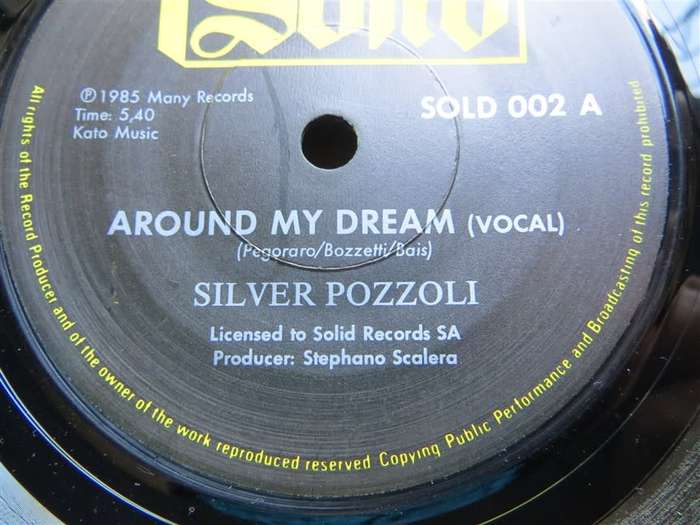 Solid
℗ 1985 Many Records
Time: 5,40
Kato Music
SOLD 002 A
AROUND MY DREAM (VOCAL)
(Pegoraro/Bozzetti/Bais)
SILVER POZZOLI
Licensed to Solid Records SA
Producer: Stephano Scalera
All rights of the Record Producer and of the owner of the work reproduced reserved Copying Public Performance and Broadcasting of this record prohibited